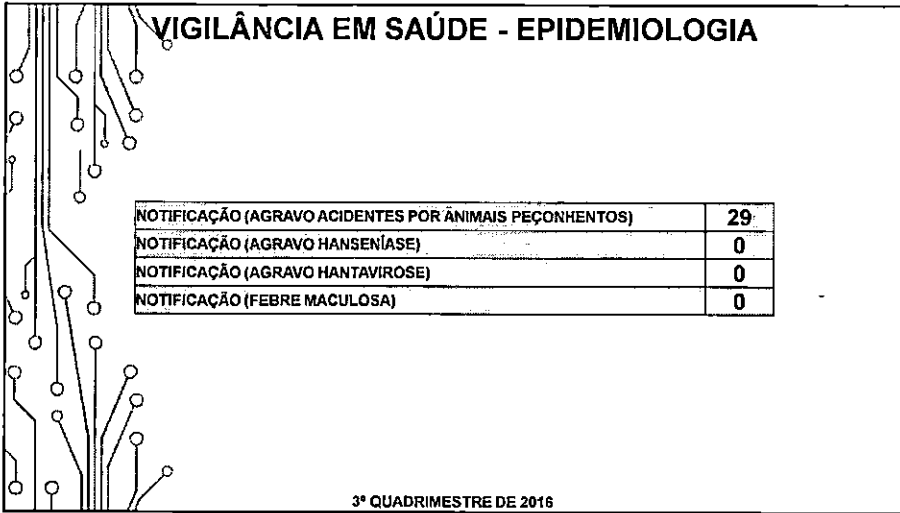 VIGILÂNCIA EM SAÚDE - EPIDEMIOLOGIA
NOTIFICAÇÃO (AGRAVO ACIDENTES POR ANIMAIS PEÇONHENTOS) 29
NOTIFICAÇÃO (AGRAVO HANSENÍASE) 0
NOTIFICAÇÃO (AGRAVO HANTAVIROSE) 0
NOTIFICAÇÃO (FEBRE MACULOSA) 0
3º QUADRIMESTRE DE 2016